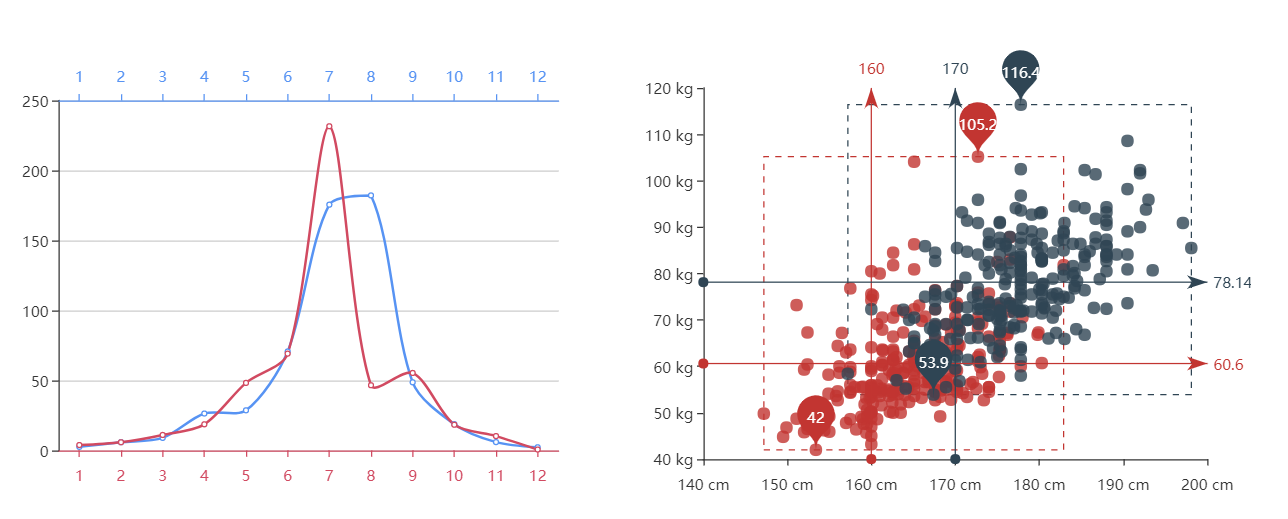 1 2 3 4 5 6 7 8 9 10 11 12
250
200
150
100
50
0
1 2 3 4 5 6 7 8 9 10 11 12
160 170
116.4
105.2
120 kg
110 kg
100 kg
90 kg
80 kg
78.14
70 kg
60 kg
60.6
53.9
50 kg
42
40 kg
140 cm 150 cm 160 cm 170 cm 180 cm 190 cm 200 cm